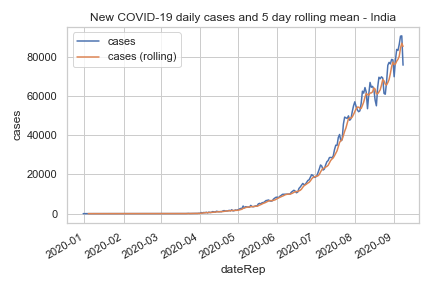 New COVID-19 daily cases and 5 day rolling mean - India
cases
cases (rolling)
80000
60000
40000
20000
0
cases
2020-01
2020-02
2020-03
2020-04
2020-05
2020-06
2020-07
2020-08
2020-09
dateRep